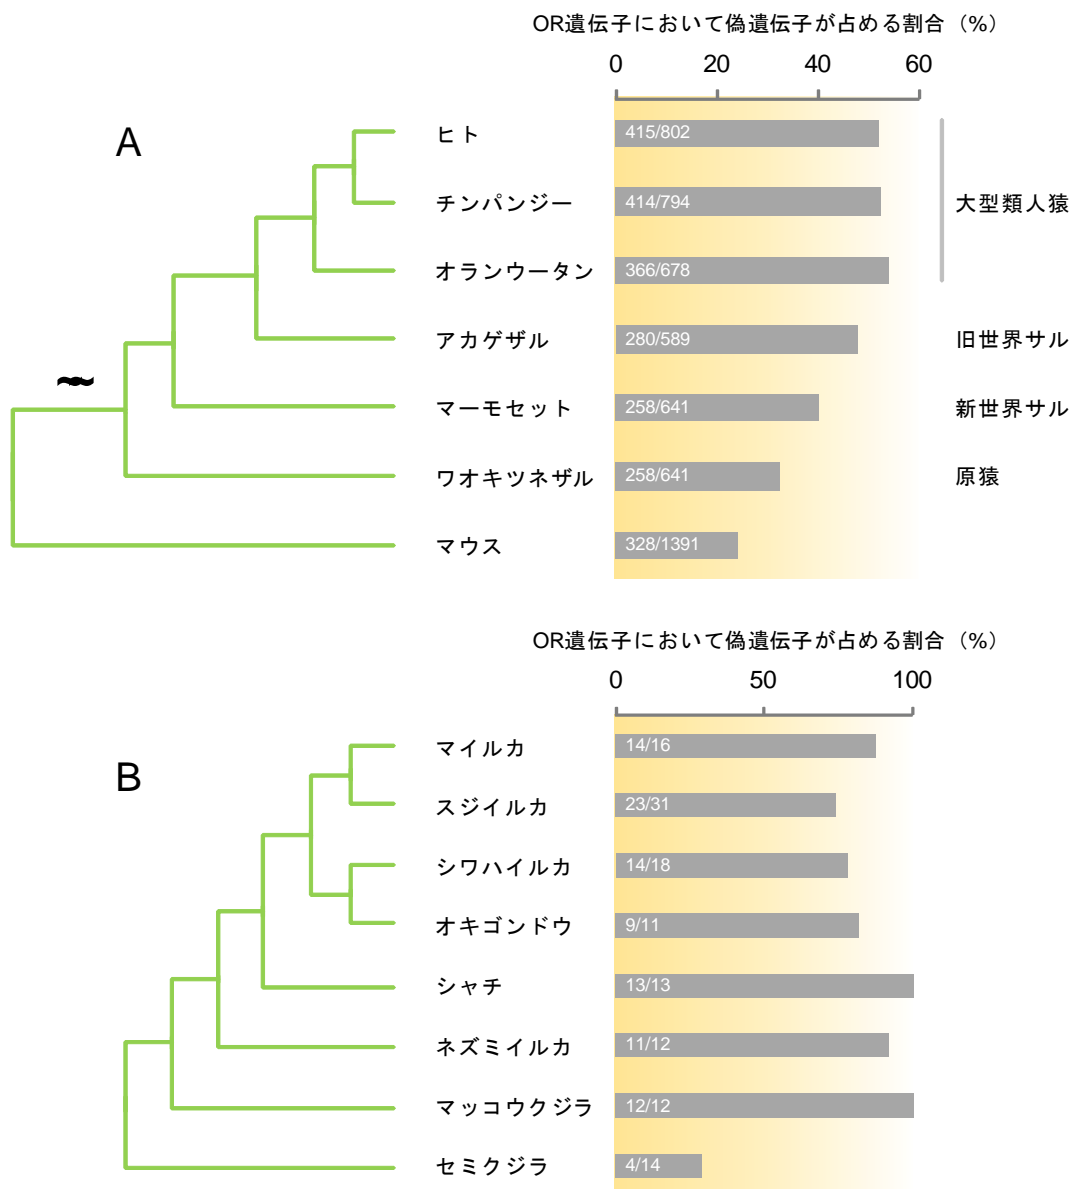 OR遺伝子において偽遺伝子が占める割合（%）
0 20 40 60
A
ヒト 415/802
チンパンジー 414/794 大型類人猿
オランウータン 366/678
アカゲザル 280/589 旧世界サル
マーモセット 258/641 新世界サル
ワオキツネザル 258/641 原猿
マウス 328/1391
OR遺伝子において偽遺伝子が占める割合（%）
0 50 100
マイルカ 14/16
B
スジイルカ 23/31
シワハイルカ 14/18
オキゴンドウ 9/11
シャチ 13/13
ネズミイルカ 11/12
マッコウクジラ 12/12
セミクジラ 4/14